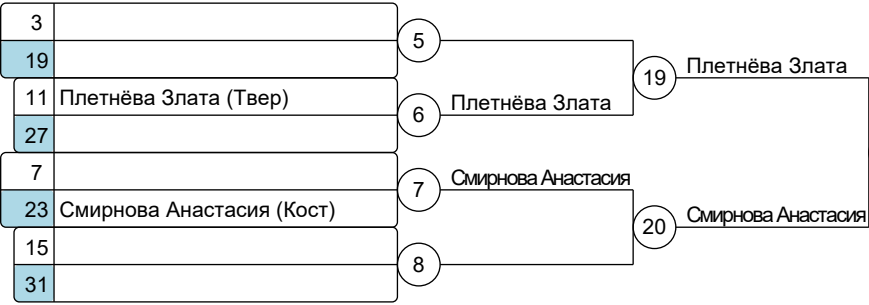 3
5
19
19 Плетнёва Злата
11 Плетнёва Злата (Твер)
6 Плетнёва Злата
27
7
7 Смирнова Анастасия
23 Смирнова Анастасия (Кост)
20 Смирнова Анастасия
15
8
31